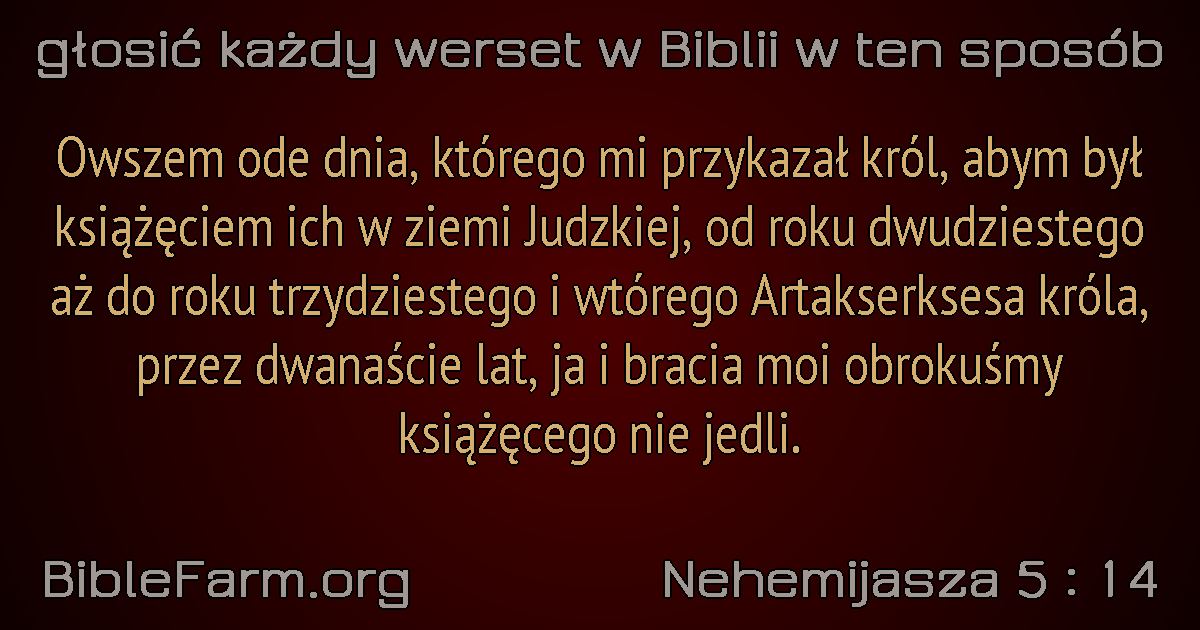 głosić każdy werset w Biblii w ten sposób
Owszem ode dnia, którego mi przykazał król, abym był
książęciem ich w ziemi Judzkiej, od roku dwudziestego
aż do roku trzydziestego i wtórego Artakserksesa króla,
przez dwanaście lat, ja i bracia moi obrokuśmy
książęcego nie jedli.
BibleFarm.org
Nehemijasza 5 : 14